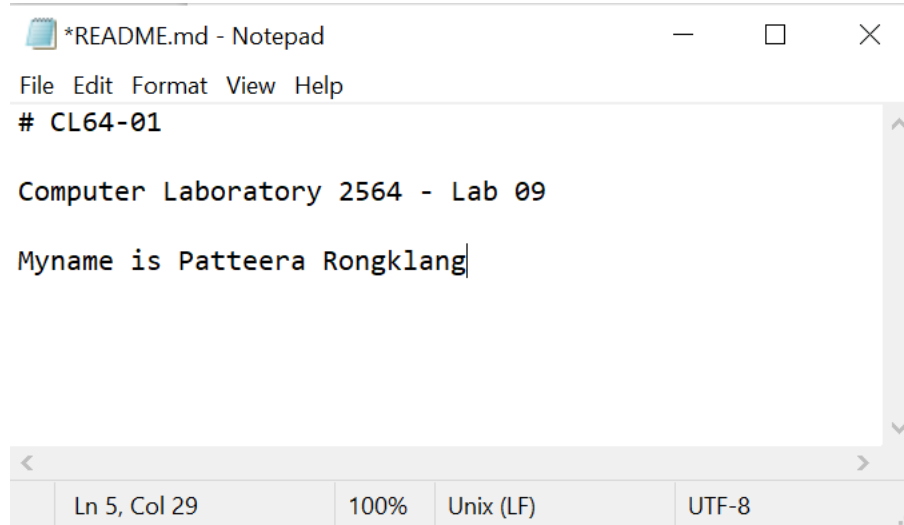 *README.md - Notepad
File Edit Format View Help
# CL64-01
Computer Laboratory 2564 - Lab 09
Myname is Patteera Rongklang
Ln 5, Col 29 100% Unix (LF) UTF-8